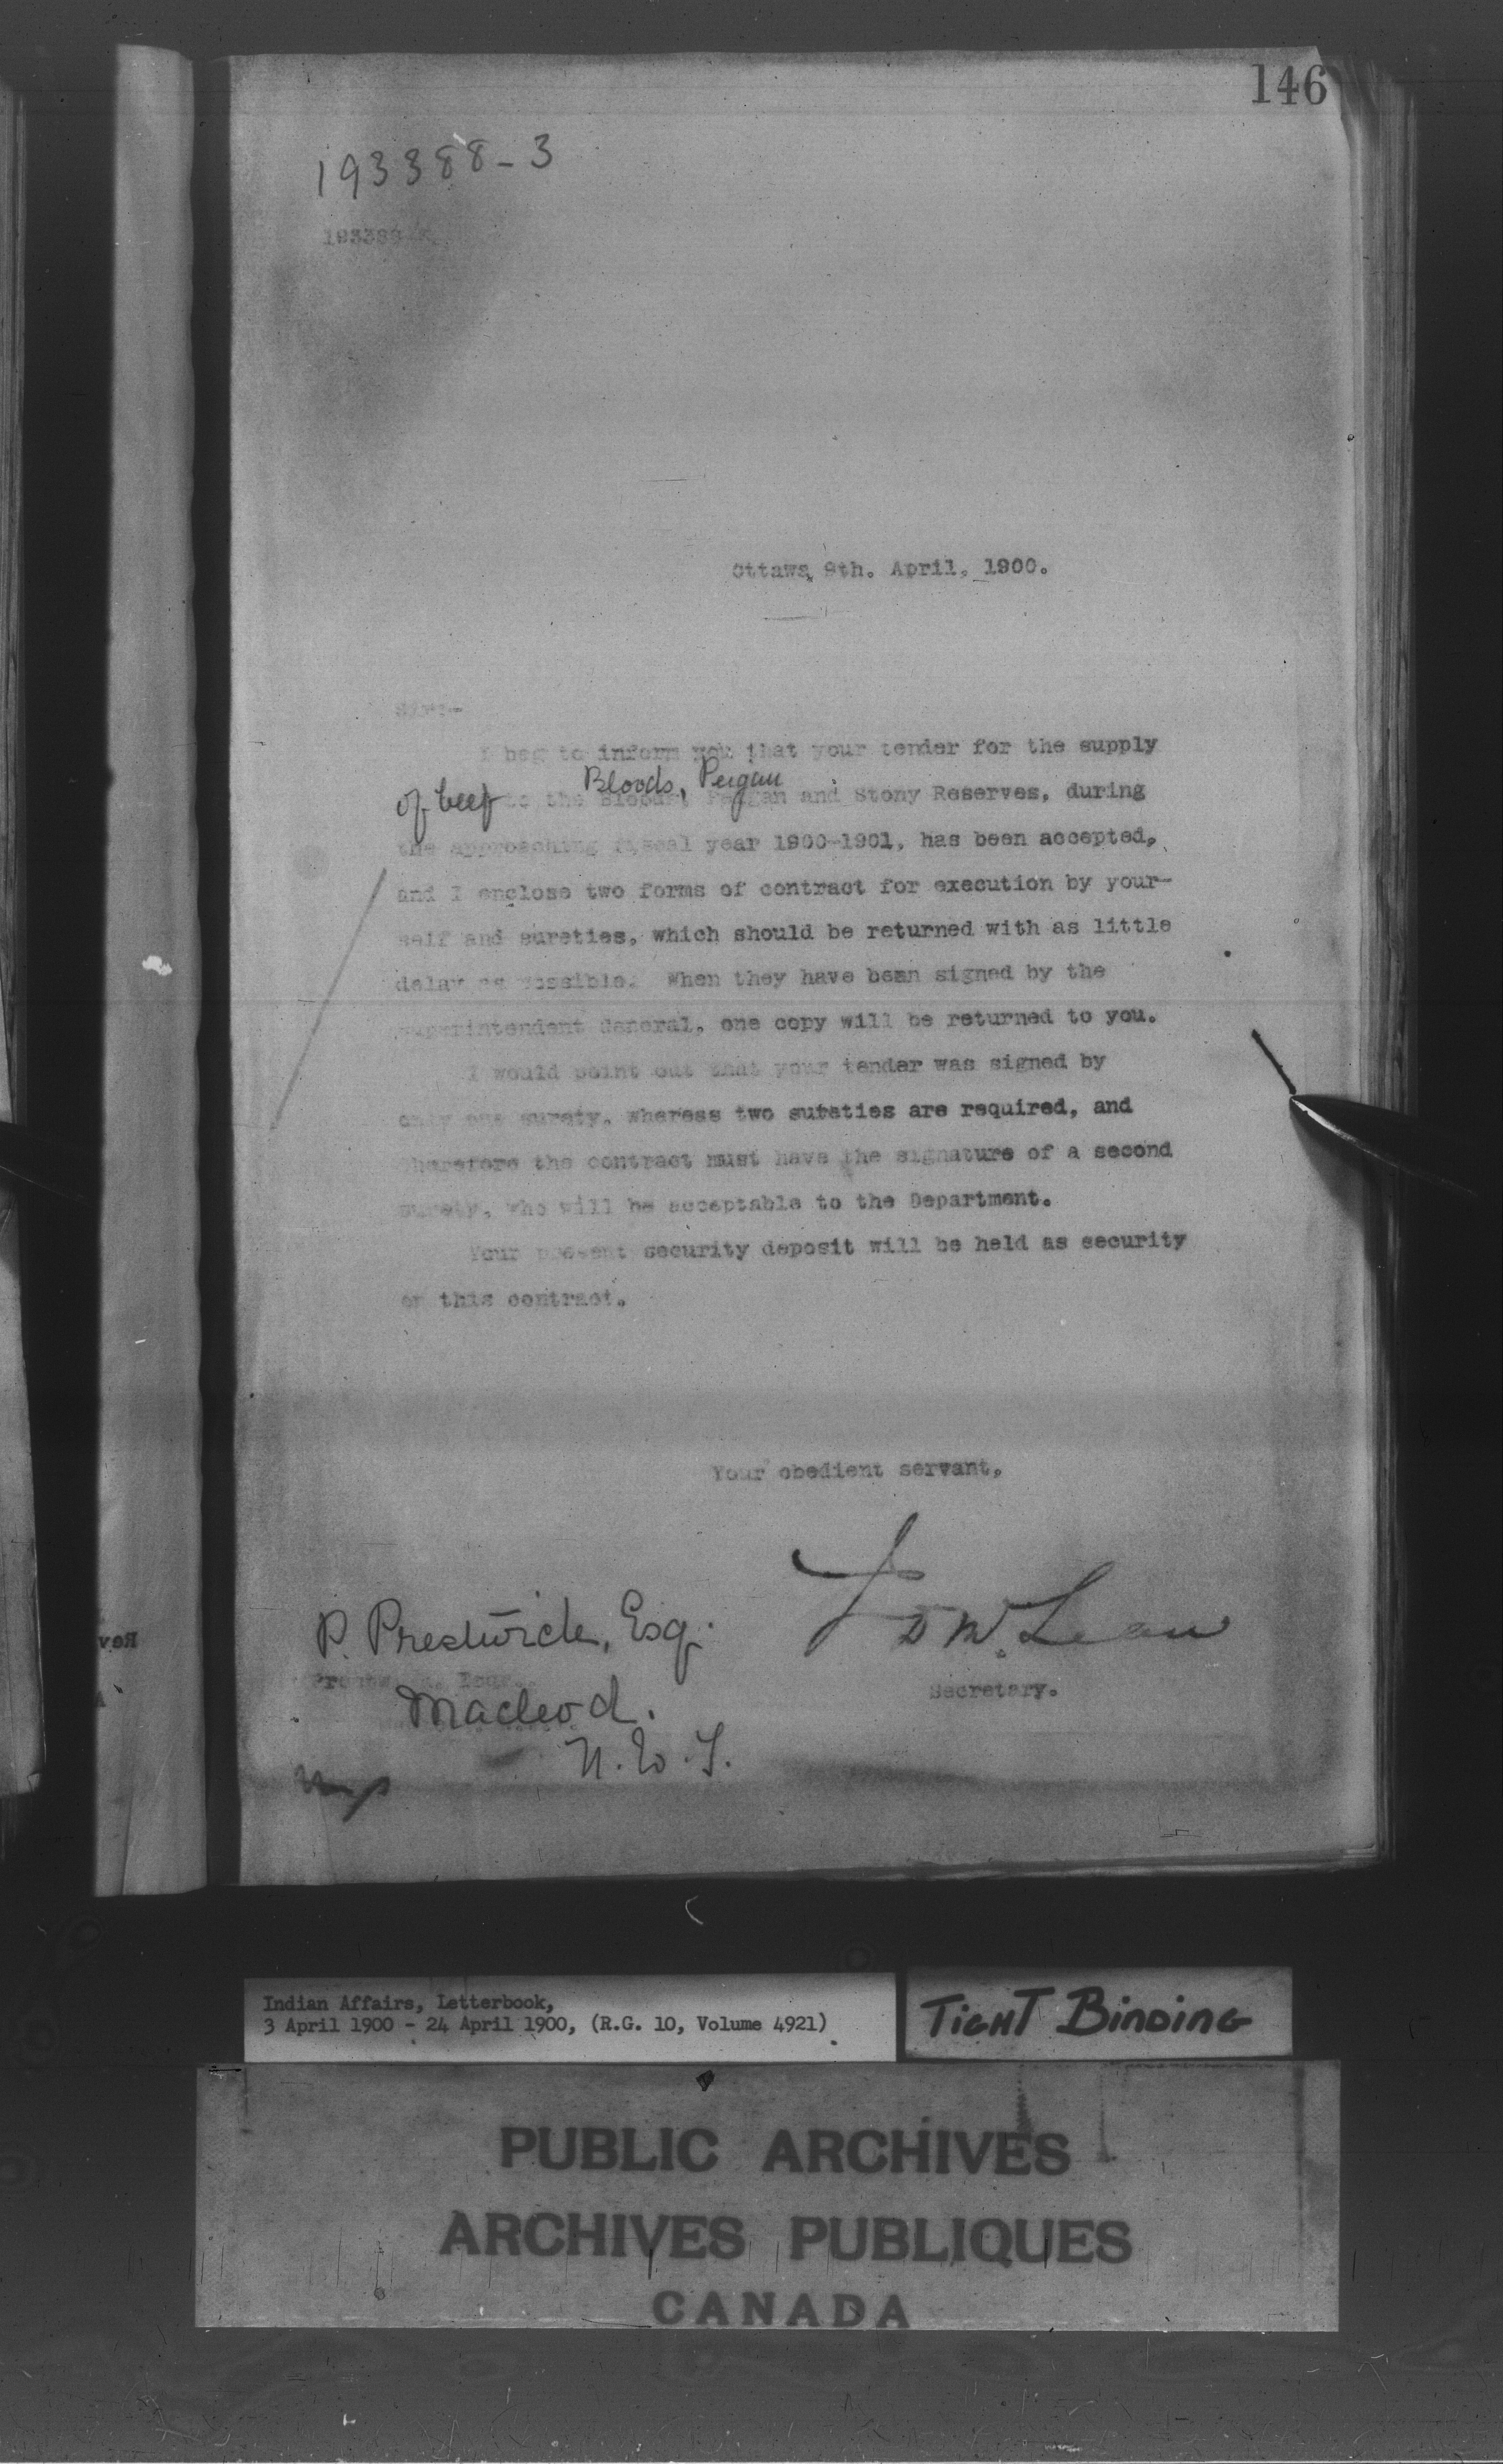 146
193388-3
Ottawa, 9th. April, 1900.
Sir:-
I beg to inform you that your tender for the supply
Bloods, Peigan
of beef to the Bloods, Peigan and Stony Reserves, during
the approaching fiscal year 1900-1901, has been accepted,
and I enclose two forms of contract for execution by your-
self and sureties, which should be returned with as little
delay as possible. When they have been signed by the
Superintendent General, one copy will be returned to you.
I would point out that your tender was signed by
only one surety, whereas two sureties are required, and
therefore the contract must have the signature of a second
surety, who will be acceptable to the Department.
Your present security deposit will be held as security
on this contract.
Your obedient servant,
J D McLean
Secretary.
P. Prestwich, Esq.
Macleod.
N.W.T.
Indian Affairs, Letterbook,
3 April 1900 - 24 April 1900, (R.G. 10, Volume 4921)
TIGHT BINDING
PUBLIC ARCHIVES
ARCHIVES PUBLIQUES
CANADA